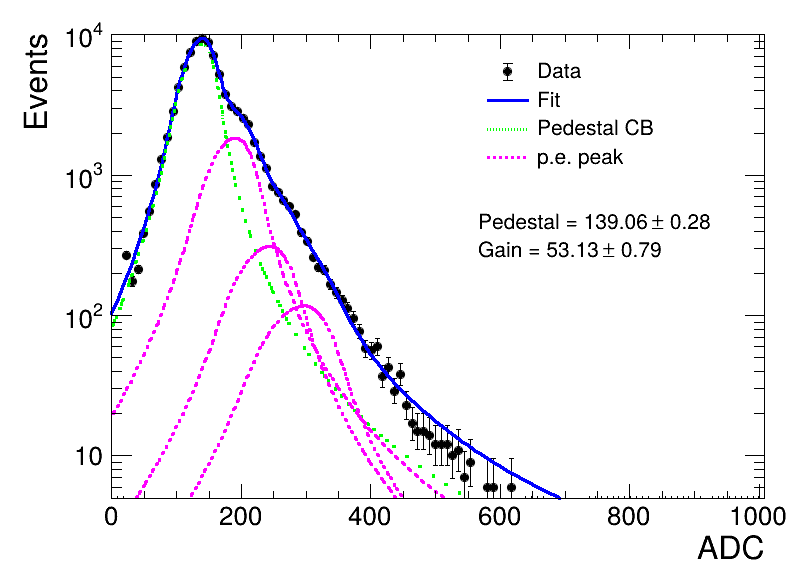 Events
10^4
10^3
10^2
10
Data
Fit
Pedestal CB
p.e. peak
Pedestal = 139.06 ± 0.28
Gain = 53.13 ± 0.79
0 200 400 600 800 1000
ADC